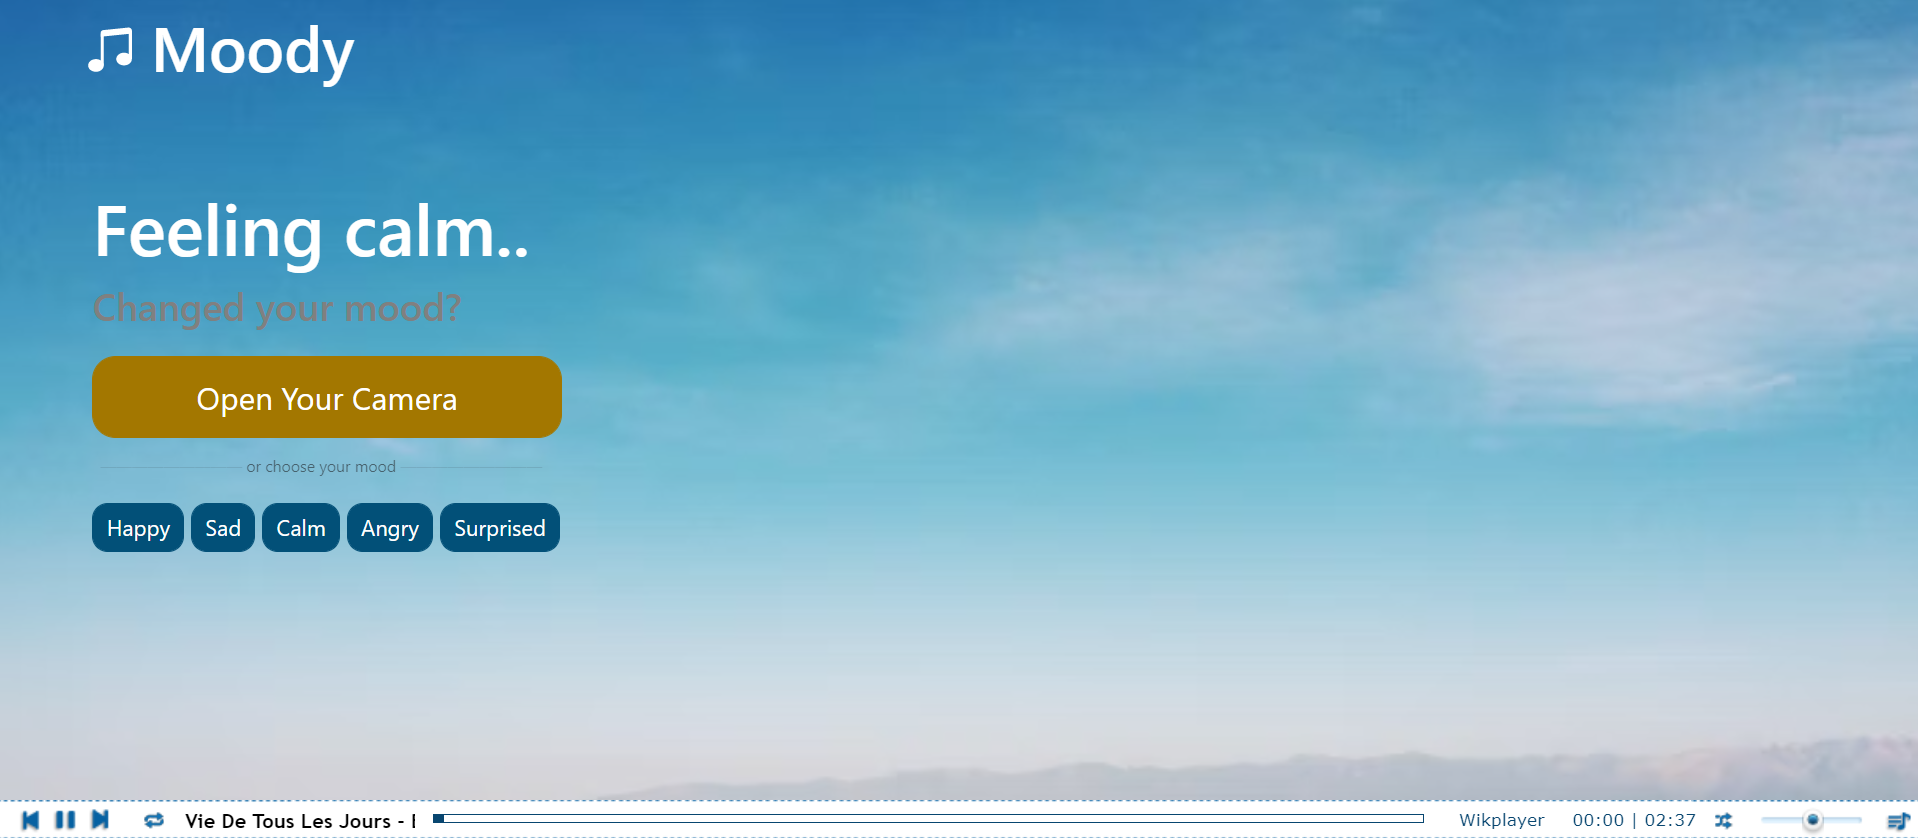 Moody
Feeling calm..
Changed your mood?
Open Your Camera
or choose your mood
Happy Sad Calm Angry Surprised
Vie De Tous Les Jours - Wikplayer 00:00 | 02:37